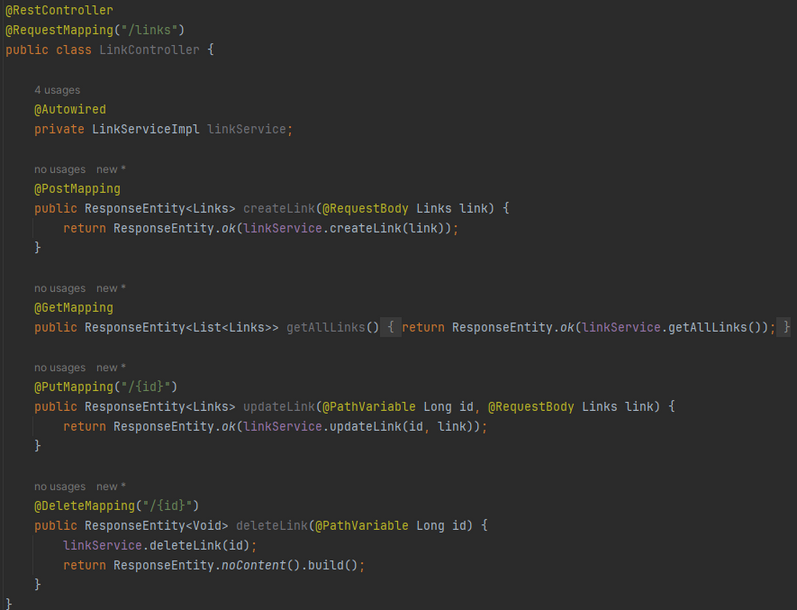 @RestController
@RequestMapping("/links")
public class LinkController {
4 usages
@Autowired
private LinkServiceImpl linkService;
no usages new *
@PostMapping
public ResponseEntity<Links> createLink(@RequestBody Links link) {
return ResponseEntity.ok(linkService.createLink(link));
}
no usages new *
@GetMapping
public ResponseEntity<List<Links>> getAllLinks() { return ResponseEntity.ok(linkService.getAllLinks()); }
no usages new *
@PutMapping("/{id}")
public ResponseEntity<Links> updateLink(@PathVariable Long id, @RequestBody Links link) {
return ResponseEntity.ok(linkService.updateLink(id, link));
}
no usages new *
@DeleteMapping("/{id}")
public ResponseEntity<Void> deleteLink(@PathVariable Long id) {
linkService.deleteLink(id);
return ResponseEntity.noContent().build();
}
}